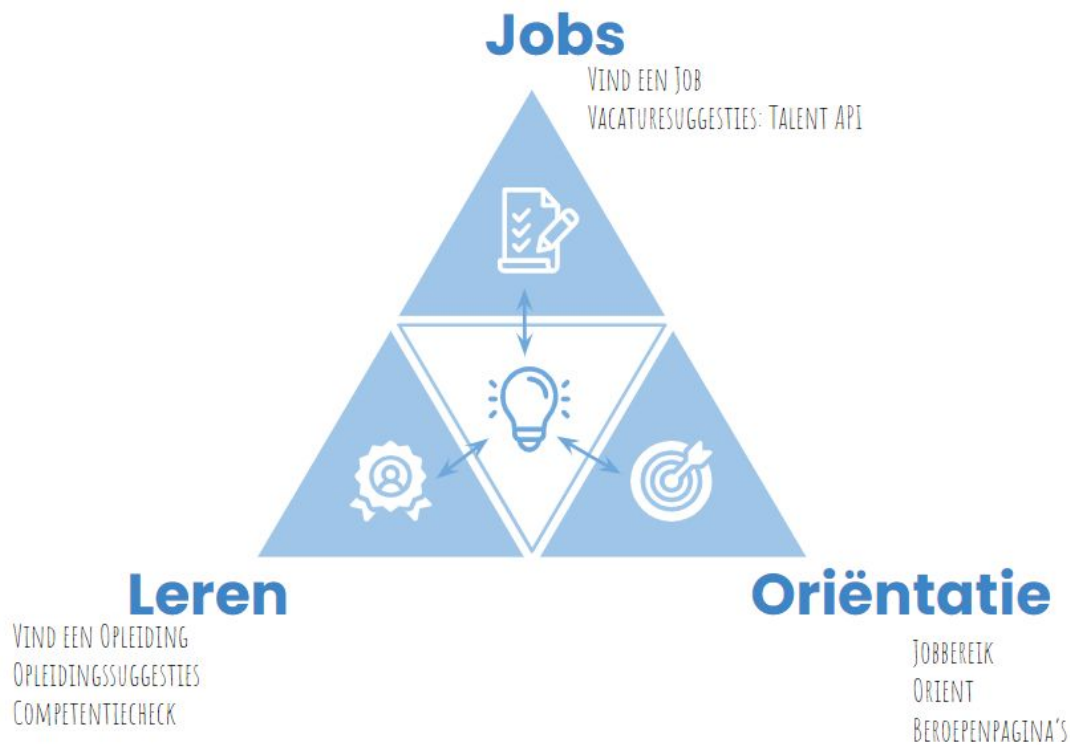 Jobs
Vind een Job
Vacaturesuggesties: Talent API
Leren
Vind een Opleiding
Opleidingssuggesties
Competentiecheck
Oriëntatie
Jobbereik
Orient
Beroepenpagina's